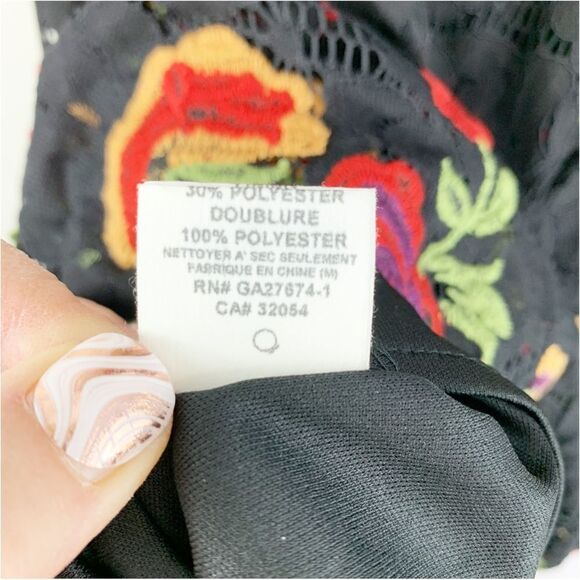 30% POLYESTER
DOUBLURE
100% POLYESTER
NETTOYER A' SEC SEULEMENT
FABRIQUE EN CHINE (M)
RN# GA27674-1
CA# 32054